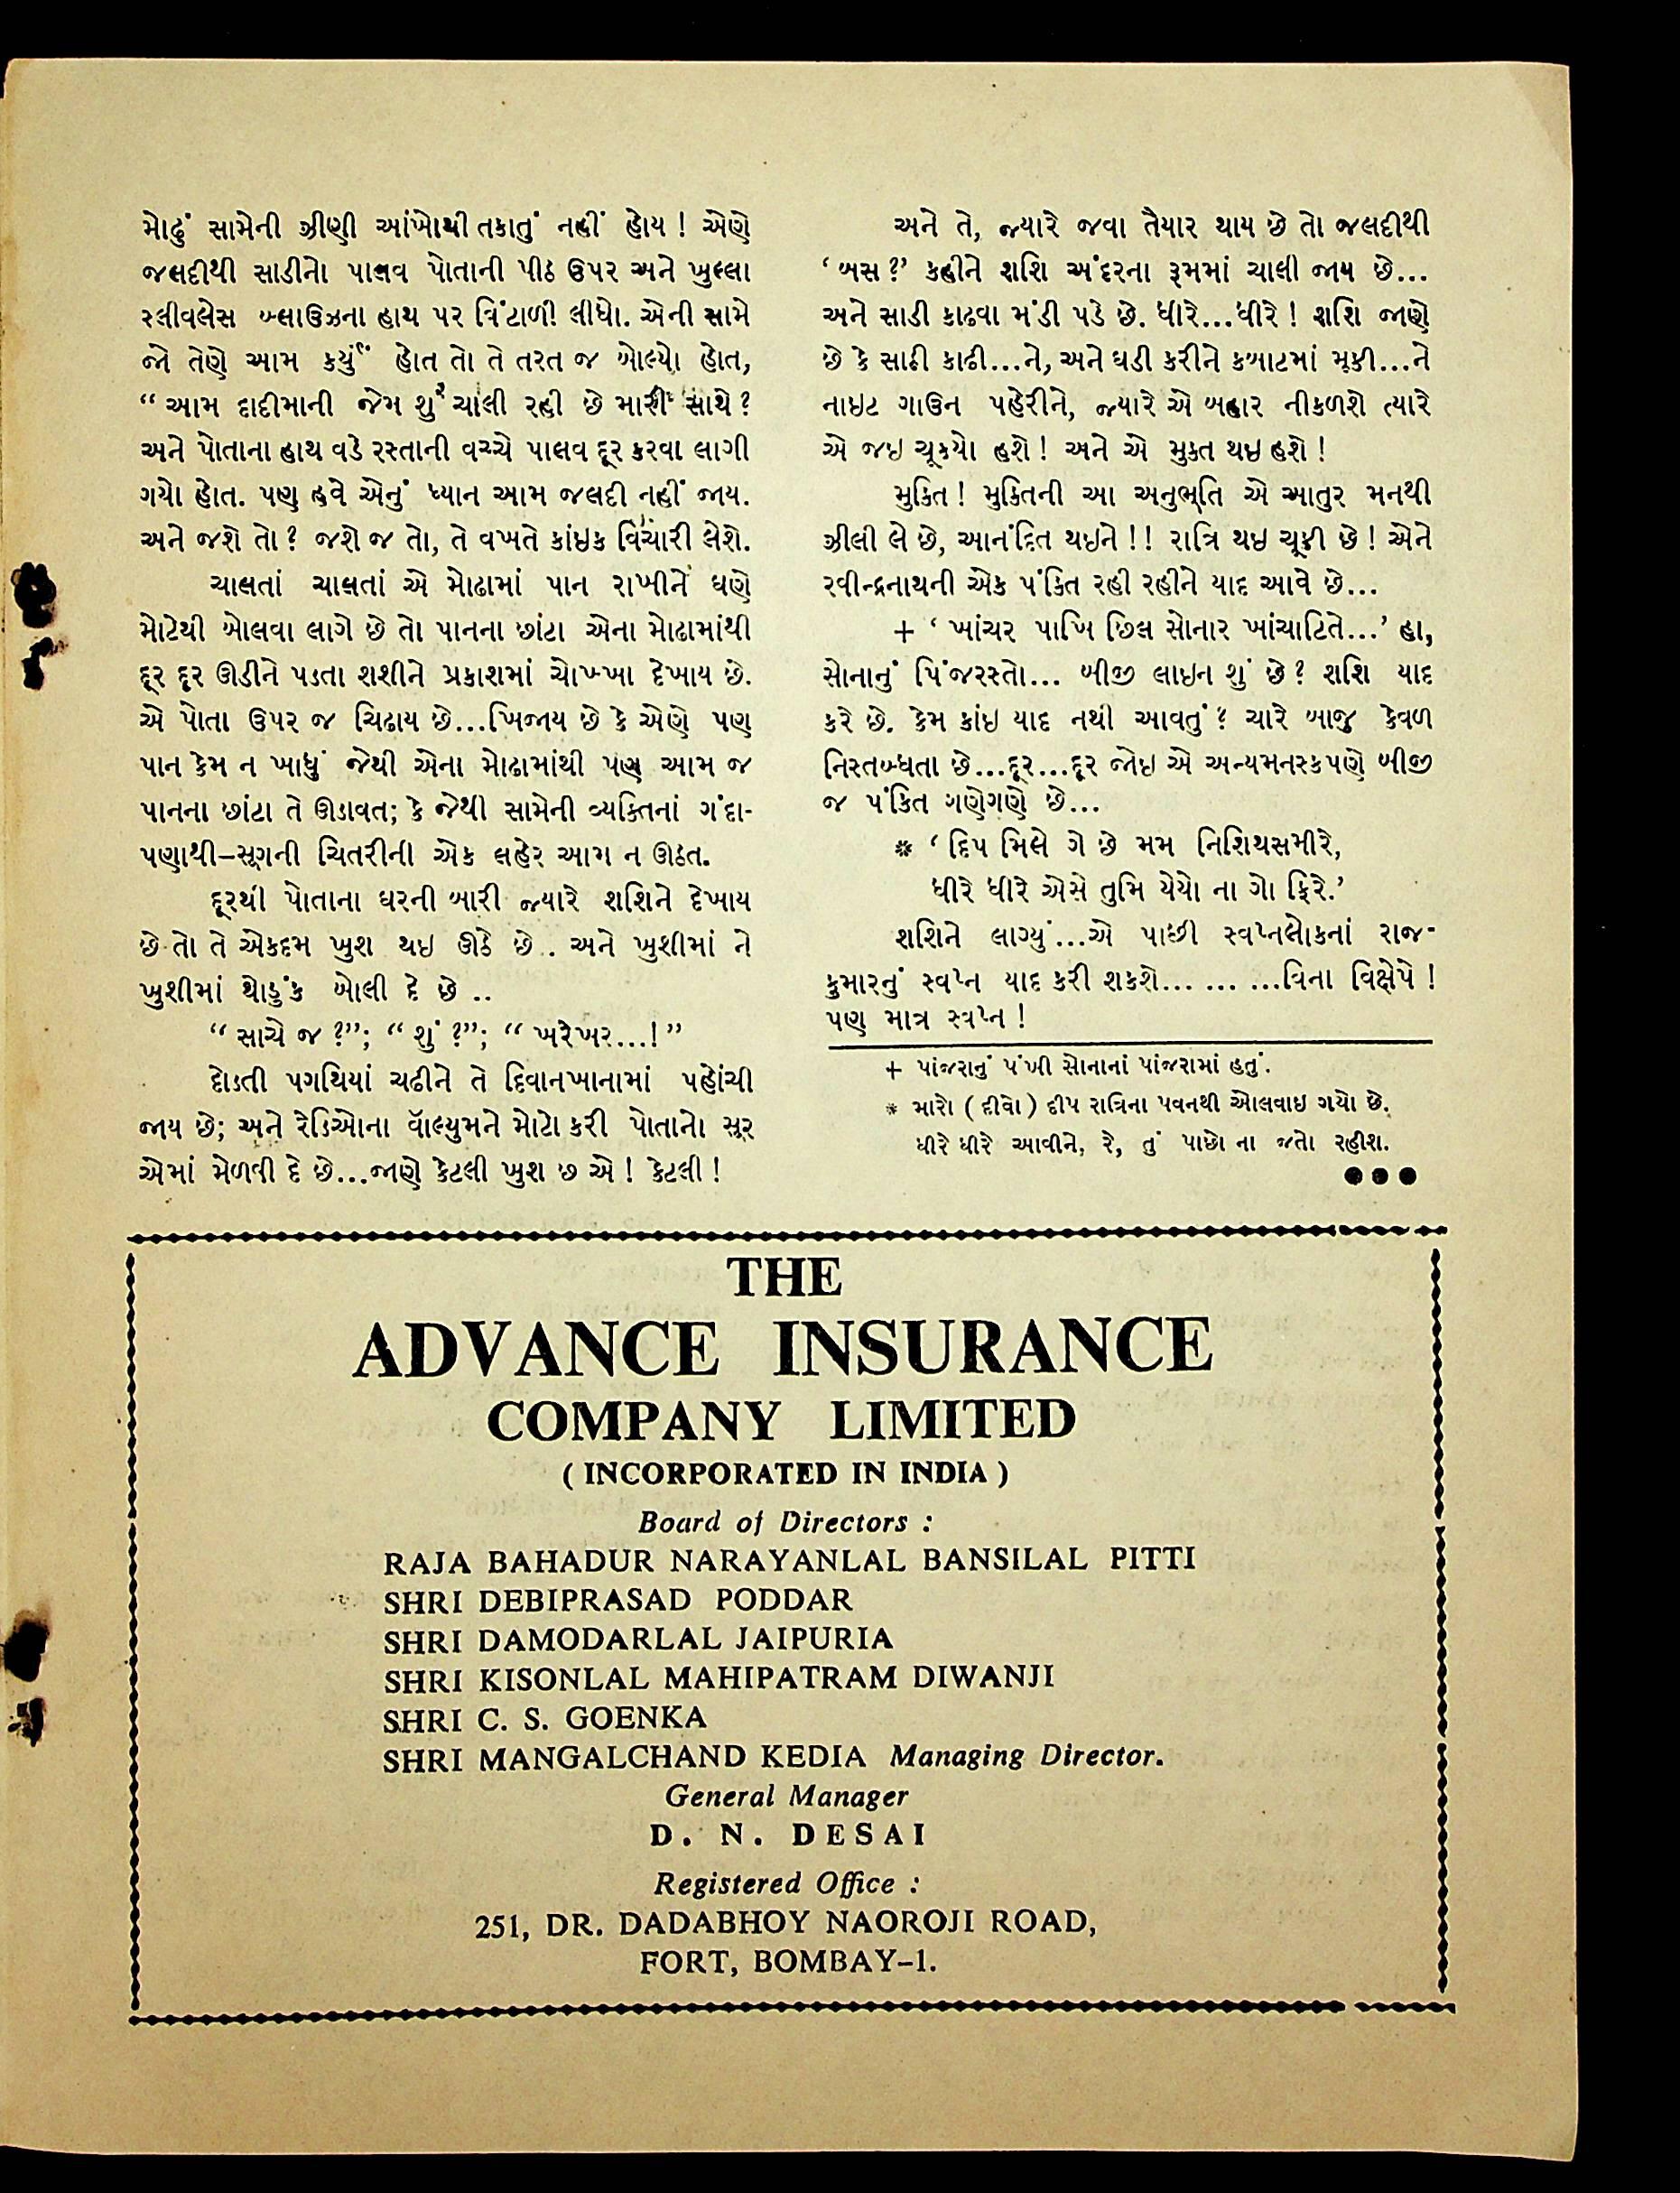 મોઢું સામેની ઝીણી આંખોથી તકાતું નહીં હોય ! એણે
જલદીથી સાડીનો પાલવ પોતાની પીઠ ઉપર અને ખુલ્લા
સ્લીવલેસ બ્લાઉઝના હાથ પર વિંટાળી લીધો. એની સામે
જો તેણે આમ કર્યું હોત તો તે તરત જ બોલ્યો હોત,
“ આમ દાદીમાની જેમ શું ચાલી રહી છે મારી સાથે ?
અને પોતાના હાથ વડે રસ્તાની વચ્ચે પાલવ દૂર કરવા લાગી
ગયો હોત. પણ હવે એનું ધ્યાન આમ જલદી નહીં જાય.
અને જશે તો ? જશે જ તો, તે વખતે કાંઇક વિચારી લેશે.
ચાલતાં ચાલતાં એ મોઢામાં પાન રાખીને ઘણે
મોટેથી બોલવા લાગે છે તો પાનના છાંટા એના મોઢામાંથી
દૂર દૂર ઊડીને પડતા શશીને પ્રકાશમાં ચોખ્ખા દેખાય છે.
એ પોતા ઉપર જ ચિઢાય છે...ખિજાય છે કે એણે પણ
પાન કેમ ન ખાધું જેથી એના મોઢામાંથી પણ આમ જ
પાનના છાંટા તે ઊડાવત; કે જેથી સામેની વ્યક્તિનાં ગંદા-
પણાથી–સૂગની ચિતરીની એક લહેર આમ ન ઊઠત.
દૂરથી પોતાના ઘરની બારી જ્યારે શશિને દેખાય
છે તો તે એકદમ ખુશ થઇ ઊઠે છે .. અને ખુશીમાં ને
ખુશીમાં થોડુંક બોલી દે છે ..
“ સાચે જ ?”; “ શું ?”; “ ખરેખર...! ”
દોડતી પગથિયાં ચઢીને તે દિવાનખાનામાં પહોંચી
જાય છે; અને રેડિઓના વૉલ્યુમને મોટો કરી પોતાનો સૂર
એમાં મેળવી દે છે...જાણે કેટલી ખુશ છ એ ! કેટલી !
અને તે, જ્યારે જવા તૈયાર થાય છે તો જલદીથી
‘ બસ ?’ કહીને શશિ અંદરના રૂમમાં ચાલી જાય છે...
અને સાડી કાઢવા મંડી પડે છે. ધીરે...ધીરે ! શશિ જાણે
છે કે સાડી કાઢી...ને, અને ઘડી કરીને કબાટમાં મૂકી...ને
નાઇટ ગાઉન પહેરીને, જ્યારે એ બહાર નીકળશે ત્યારે
એ જઇ ચૂક્યો હશે ! અને એ મુક્ત થઇ હશે !
મુક્તિ ! મુક્તિની આ અનુભૂતિ એ આતુર મનથી
ઝીલી લે છે, આનંદિત થઇને !! રાત્રિ થઇ ચૂકી છે ! એને
રવીન્દ્રનાથની એક પંક્તિ રહી રહીને યાદ આવે છે...
+ ‘ ખાંચર પાખિ છિલ સોનાર ખાંચાટિતે...’ હા,
સોનાનું પિંજરસ્તો... બીજી લાઇન શું છે ? શશિ યાદ
કરે છે. કેમ કાંઇ યાદ નથી આવતું ? ચારે બાજુ કેવળ
નિસ્તબ્ધતા છે...દૂર...દૂર જોઇ એ અન્યમનસ્કપણે બીજી
જ પંક્તિ ગણેગણે છે...
* ‘ દિપ મિલે ગે છે મમ નિશિથસમીરે,
ધીરે ધીરે એસે તુમિ યેયો ના ગો ફિરે.’
શશિને લાગ્યું...એ પાછી સ્વપ્નલોકનાં રાજ-
કુમારનું સ્વપ્ન યાદ કરી શકશે... ... ...વિના વિક્ષેપે !
પણ માત્ર સ્વપ્ન !
+ પાંજરાનું પંખી સોનાનાં પાંજરામાં હતું.
* મારો ( દીવો ) દીપ રાત્રિના પવનથી ઓલવાઇ ગયો છે.
ધીરે ધીરે આવીને, રે, તું પાછો ના જતો રહીશ.
●●●
THE
ADVANCE INSURANCE
COMPANY LIMITED
( INCORPORATED IN INDIA )
Board of Directors :
RAJA BAHADUR NARAYANLAL BANSILAL PITTI
SHRI DEBIPRASAD PODDAR
SHRI DAMODARLAL JAIPURIA
SHRI KISONLAL MAHIPATRAM DIWANJI
SHRI C. S. GOENKA
SHRI MANGALCHAND KEDIA Managing Director.
General Manager
D. N. DESAI
Registered Office :
251, DR. DADABHOY NAOROJI ROAD,
FORT, BOMBAY–1.